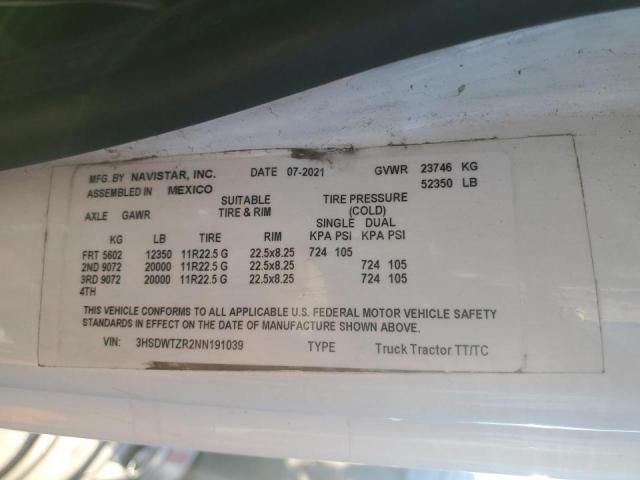 MFG. BY NAVISTAR, INC. DATE 07-2021 GVWR 23746 KG
ASSEMBLED IN MEXICO 52350 LB
SUITABLE TIRE PRESSURE
AXLE GAWR TIRE & RIM (COLD)
SINGLE DUAL
KG LB TIRE RIM KPA PSI KPA PSI
FRT 5602 12350 11R22.5 G 22.5x8.25 724 105
2ND 9072 20000 11R22.5 G 22.5x8.25 724 105
3RD 9072 20000 11R22.5 G 22.5x8.25 724 105
4TH
THIS VEHICLE CONFORMS TO ALL APPLICABLE U.S. FEDERAL MOTOR VEHICLE SAFETY
STANDARDS IN EFFECT ON THE DATE OF MANUFACTURE SHOWN ABOVE.
VIN: 3HSDWTZR2NN191039 TYPE Truck Tractor TT/TC